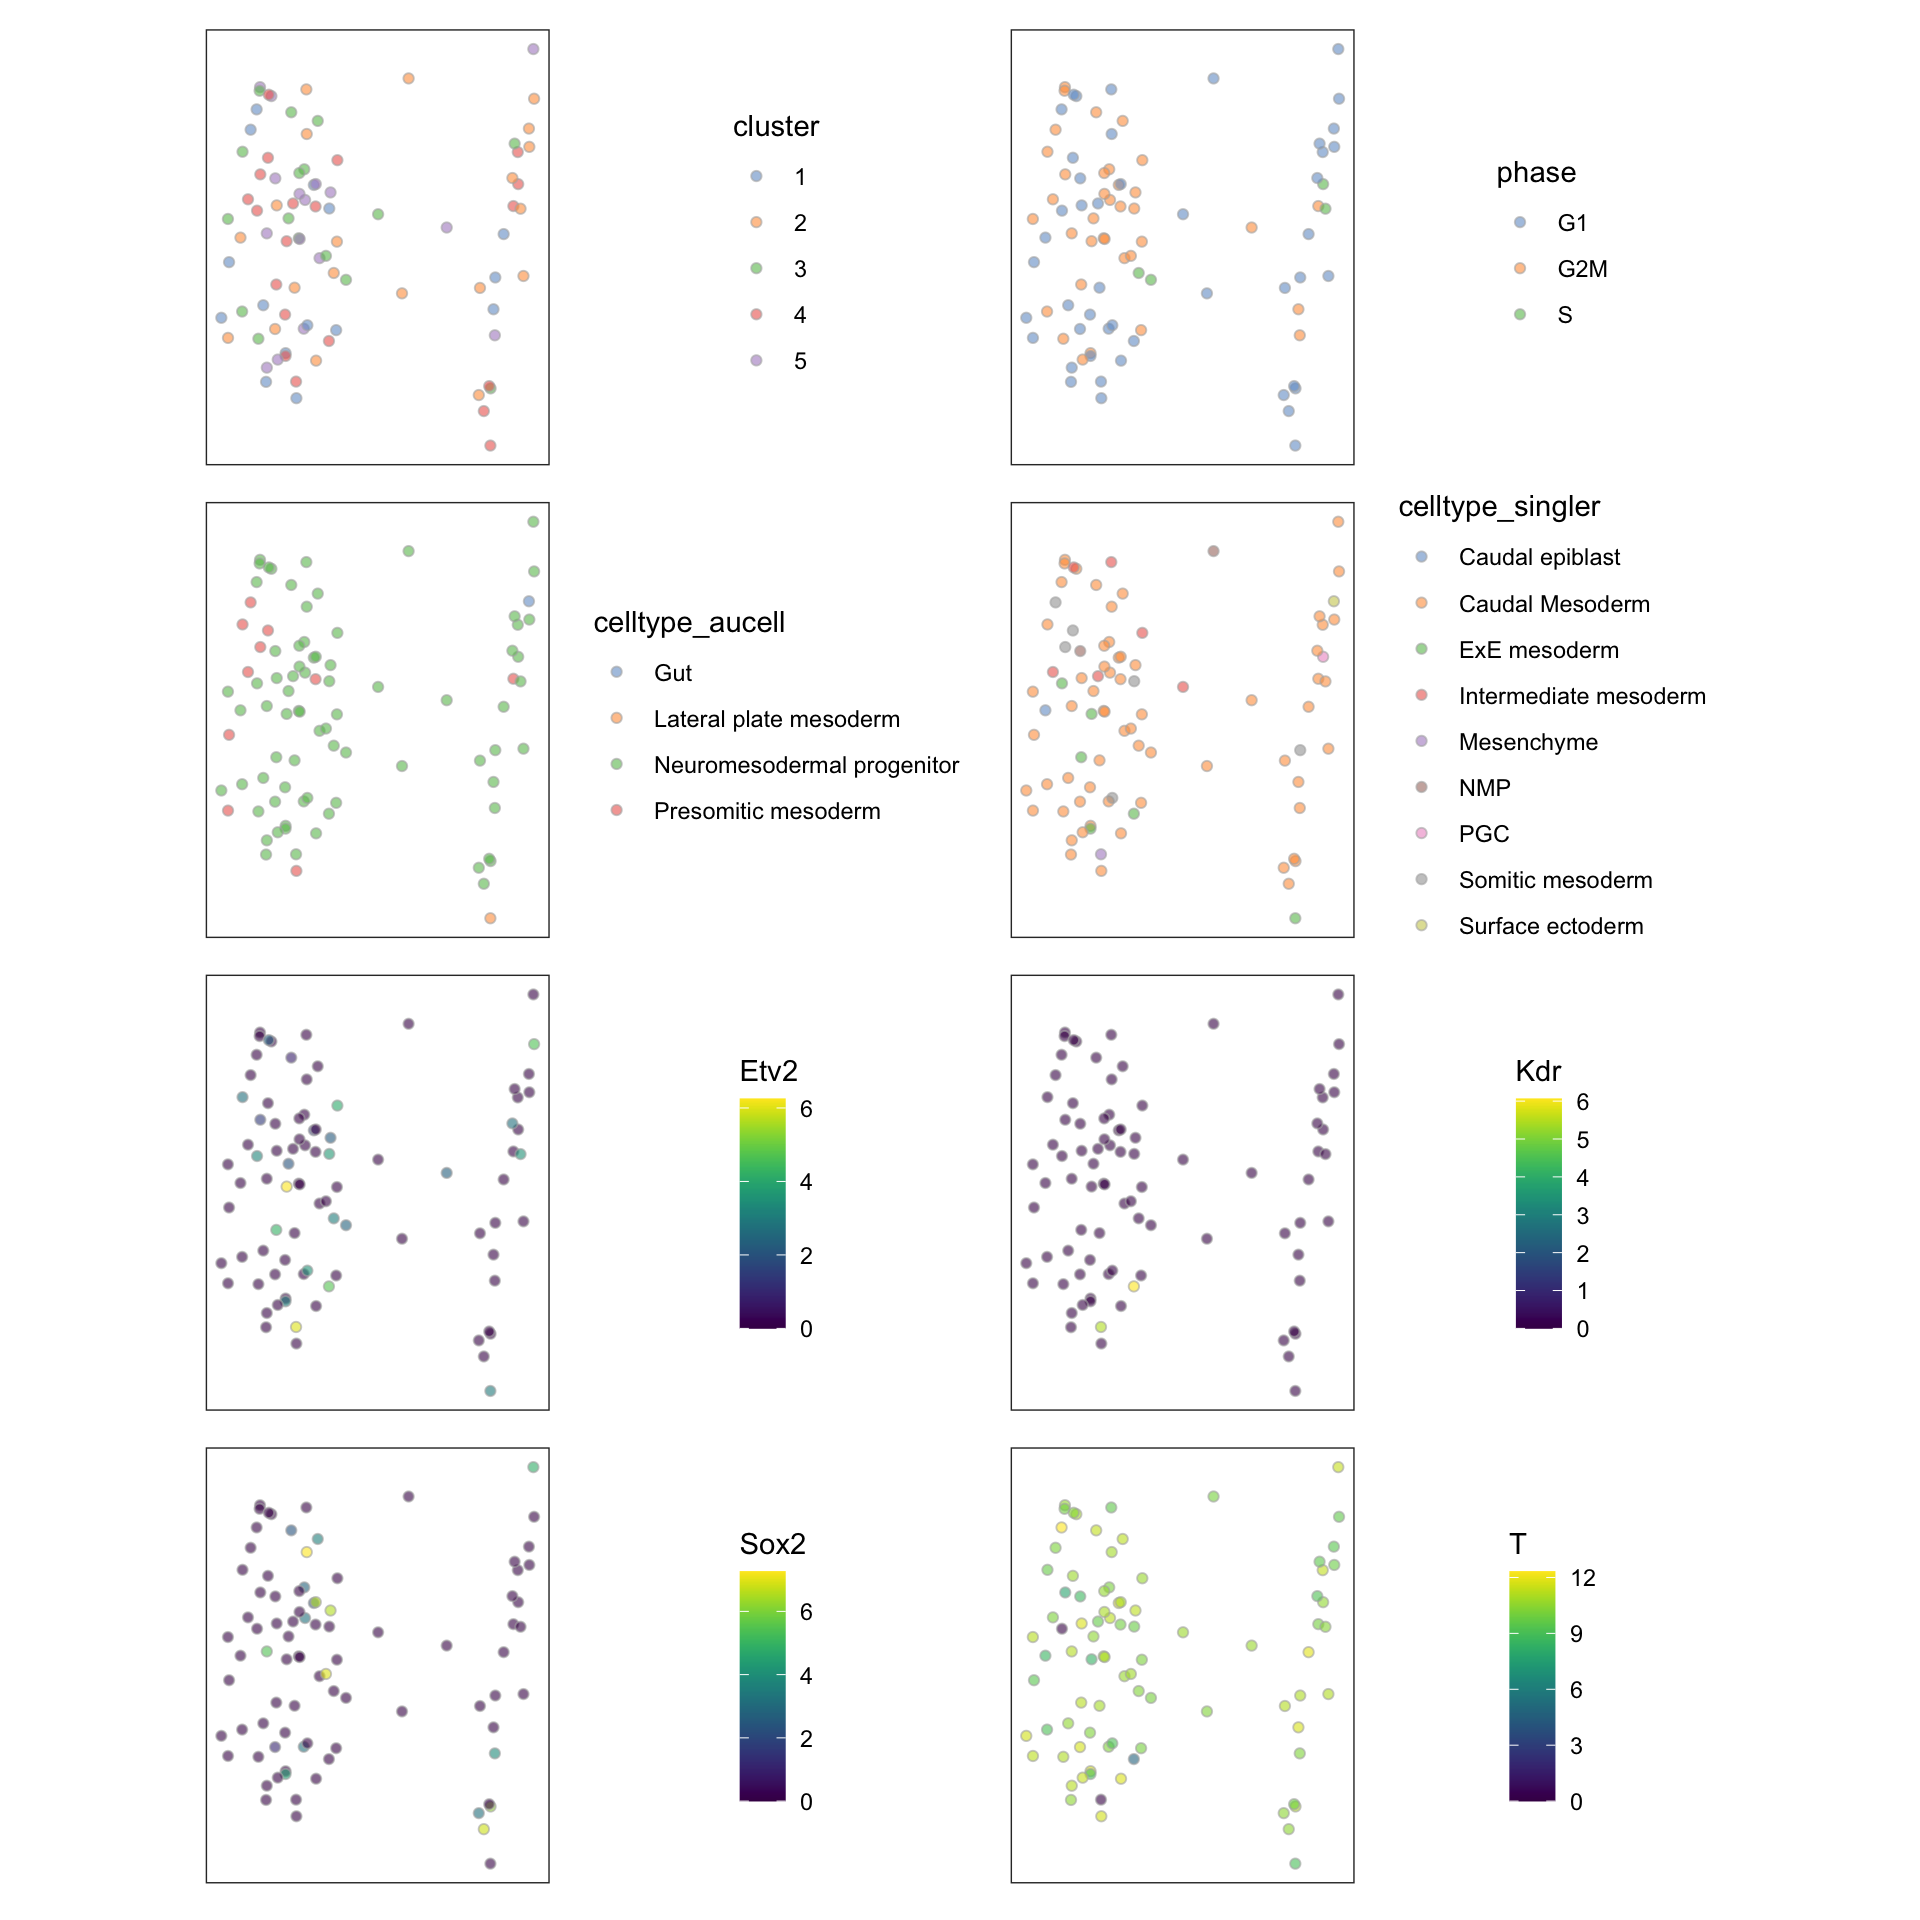 cluster
1
2
3
4
5
phase
G1
G2M
S
celltype_aucell
Gut
Lateral plate mesoderm
Neuromesodermal progenitor
Presomitic mesoderm
celltype_singler
Caudal epiblast
Caudal Mesoderm
ExE mesoderm
Intermediate mesoderm
Mesenchyme
NMP
PGC
Somitic mesoderm
Surface ectoderm
Etv2
6
4
2
0
Kdr
6
5
4
3
2
1
0
Sox2
6
4
2
0
T
12
9
6
3
0